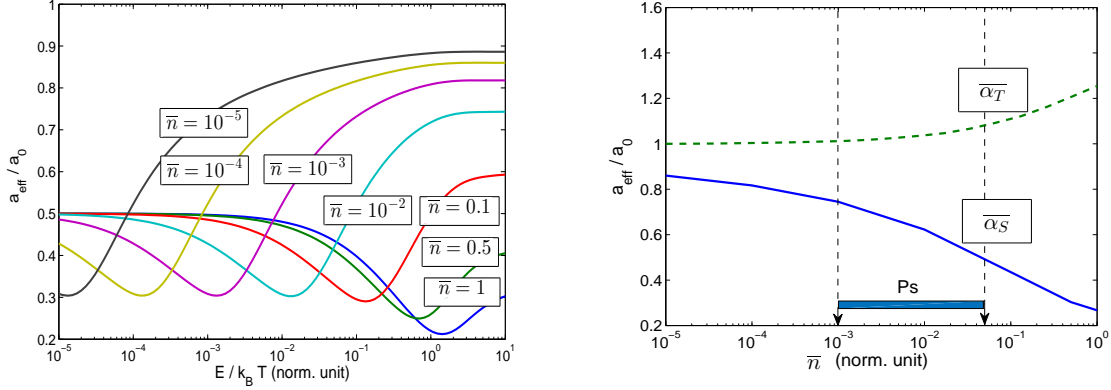 1
0.9
0.8
0.7
0.6
0.5
0.4
0.3
0.2
a_eff / a_0
n̅ = 10^-5
n̅ = 10^-4
n̅ = 10^-3
n̅ = 10^-2
n̅ = 0.1
n̅ = 0.5
n̅ = 1
10^-5 10^-4 10^-3 10^-2 10^-1 10^0 10^1
E / k_B T (norm. unit)
1.6
1.4
1.2
1
0.8
0.6
0.4
0.2
a_eff / a_0
α_T̅
α_S̅
Ps
10^-5 10^-4 10^-3 10^-2 10^-1 10^0
n̅ (norm. unit)